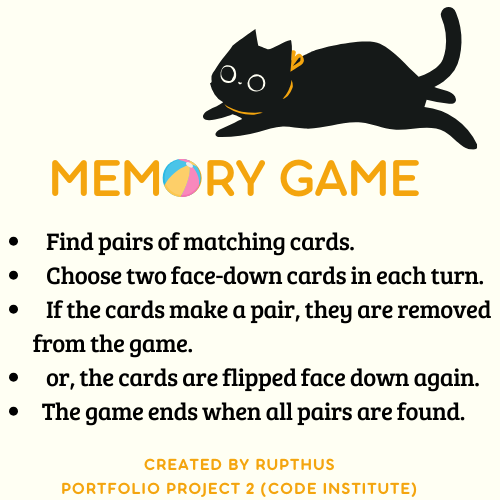 MEMORY GAME
• Find pairs of matching cards.
• Choose two face-down cards in each turn.
• If the cards make a pair, they are removed
from the game.
• or, the cards are flipped face down again.
• The game ends when all pairs are found.
CREATED BY RUPTHUS
PORTFOLIO PROJECT 2 (CODE INSTITUTE)